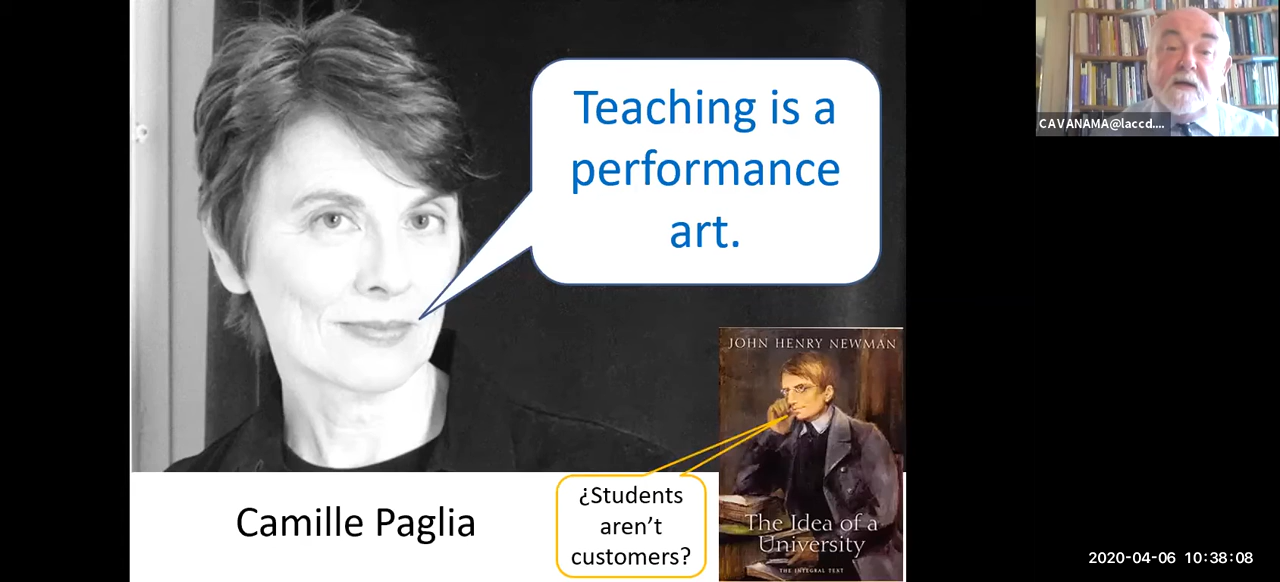 Teaching is a
performance
art.
CAVANAMA@laccd....
JOHN HENRY NEWMAN
¿Students
aren't
customers?
The Idea of a
University
THE INTEGRAL TEXT
Camille Paglia
2020-04-06 10:38:08